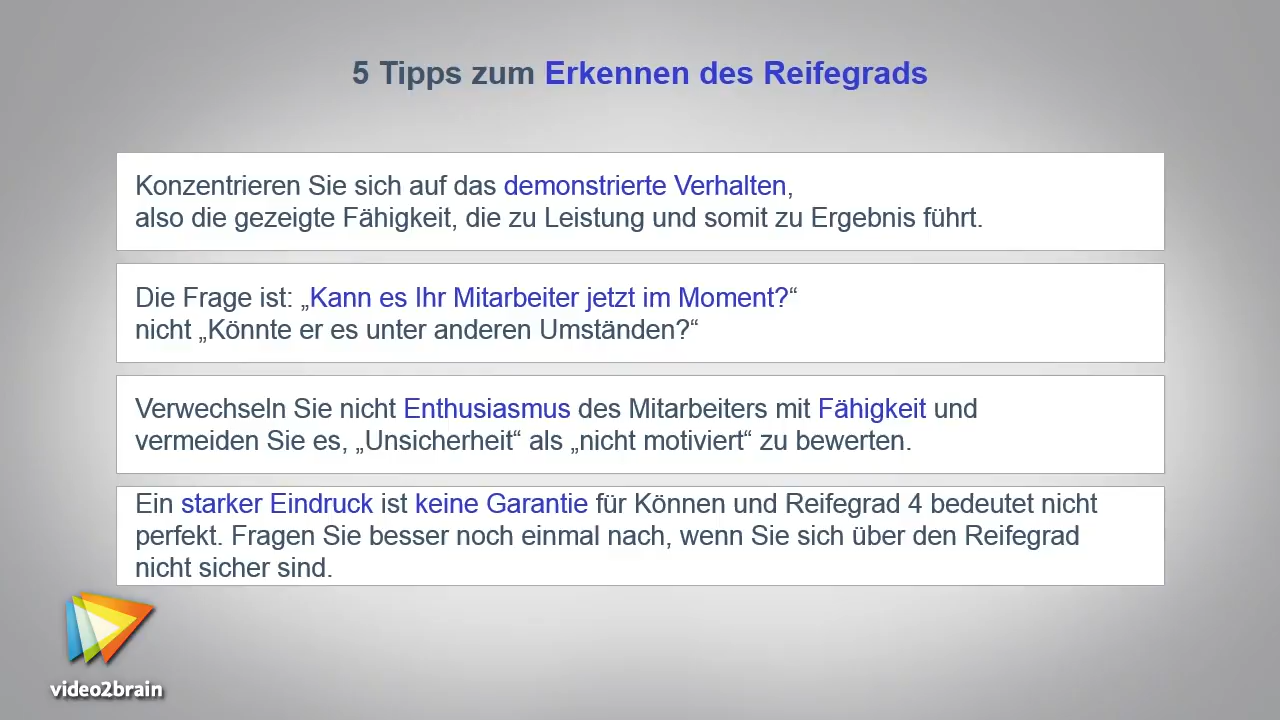 5 Tipps zum Erkennen des Reifegrads
Konzentrieren Sie sich auf das demonstrierte Verhalten,
also die gezeigte Fähigkeit, die zu Leistung und somit zu Ergebnis führt.
Die Frage ist: „Kann es Ihr Mitarbeiter jetzt im Moment?“
nicht „Könnte er es unter anderen Umständen?“
Verwechseln Sie nicht Enthusiasmus des Mitarbeiters mit Fähigkeit und
vermeiden Sie es, „Unsicherheit“ als „nicht motiviert“ zu bewerten.
Ein starker Eindruck ist keine Garantie für Können und Reifegrad 4 bedeutet nicht
perfekt. Fragen Sie besser noch einmal nach, wenn Sie sich über den Reifegrad
nicht sicher sind.
video2brain